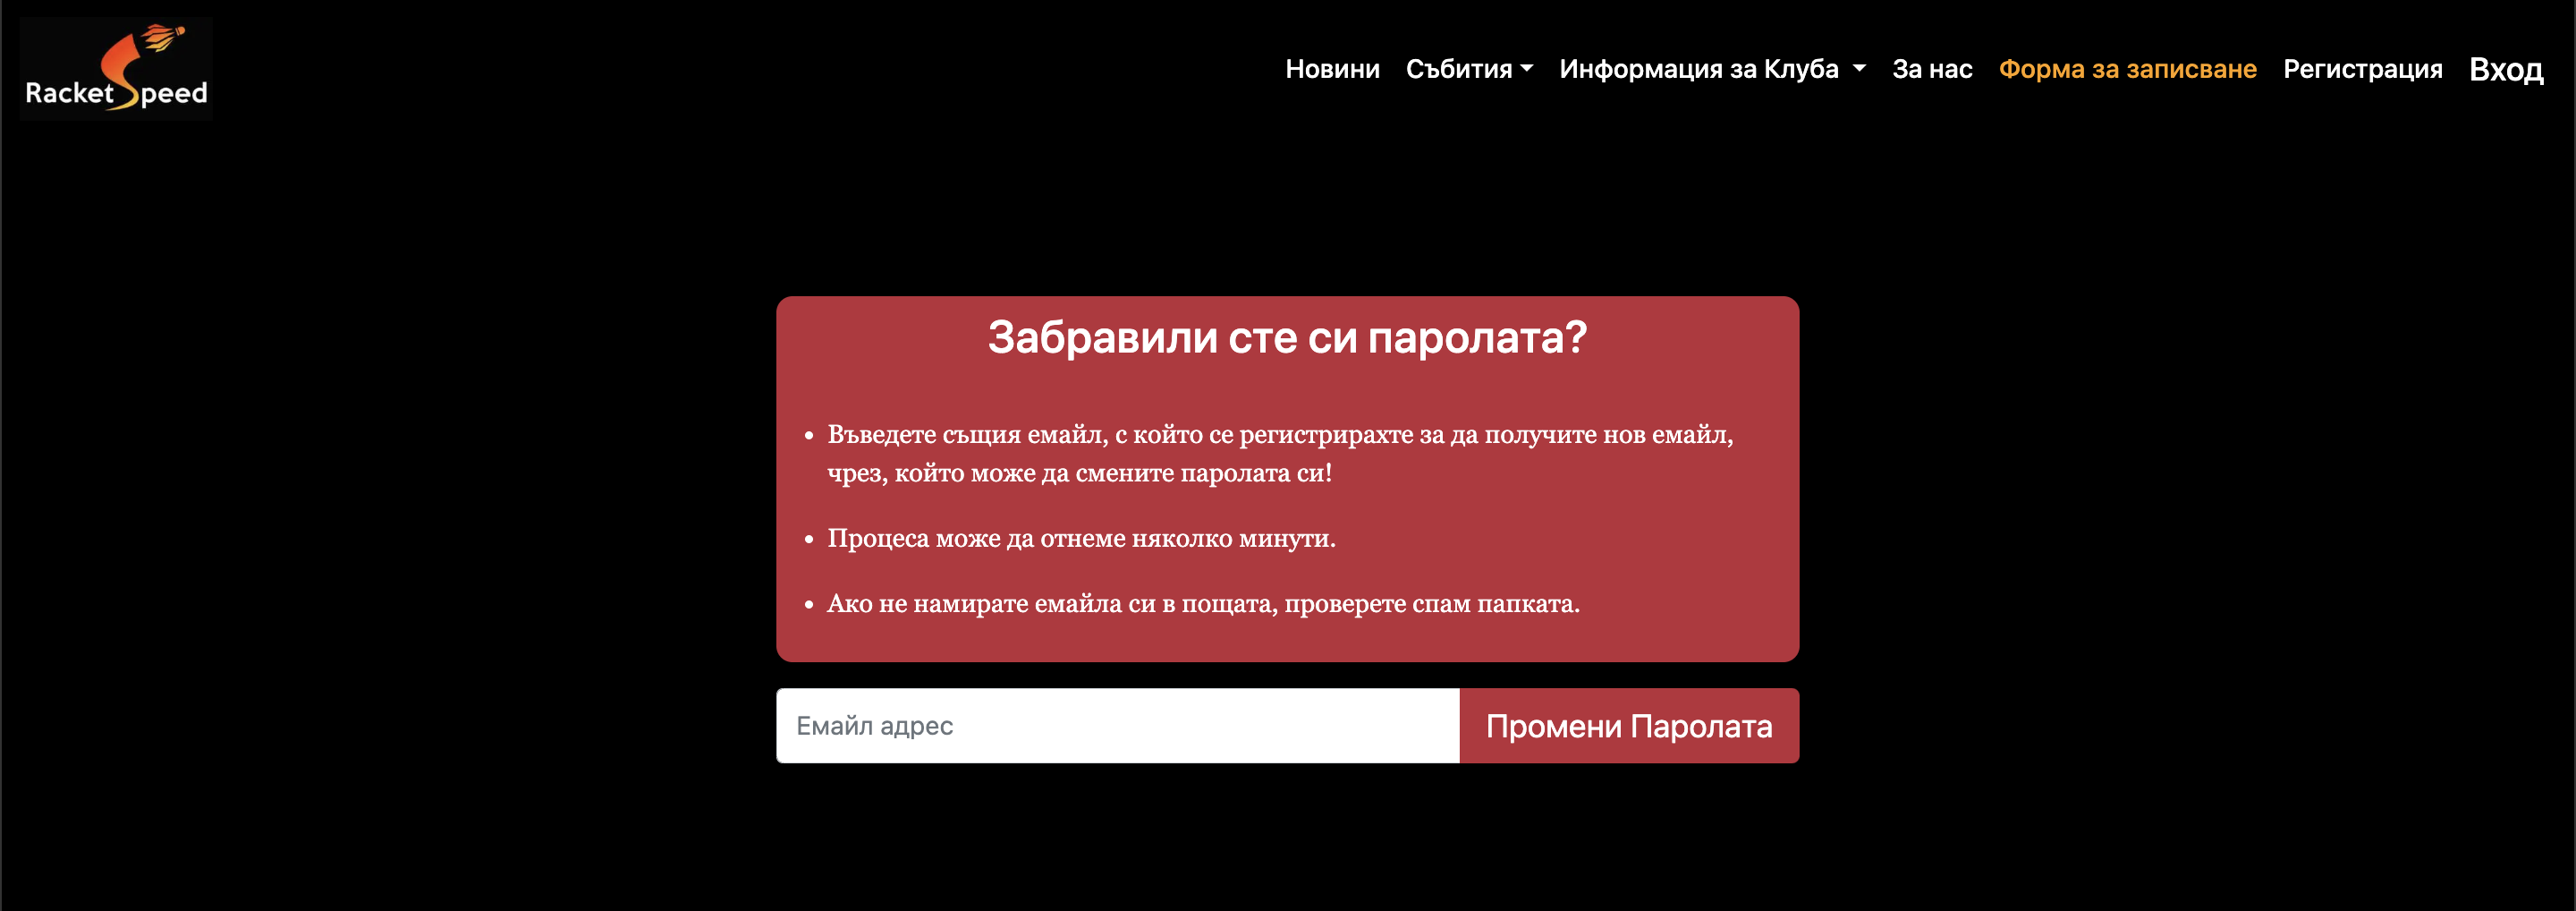 RacketSpeed
Новини Събития Информация за Клуба За нас Форма за записване Регистрация Вход
Забравили сте си паролата?
• Въведете същия емайл, с който се регистрирахте за да получите нов емайл,
чрез, който може да смените паролата си!
• Процеса може да отнеме няколко минути.
• Ако не намирате емайла си в пощата, проверете спам папката.
Емайл адрес Промени Паролата